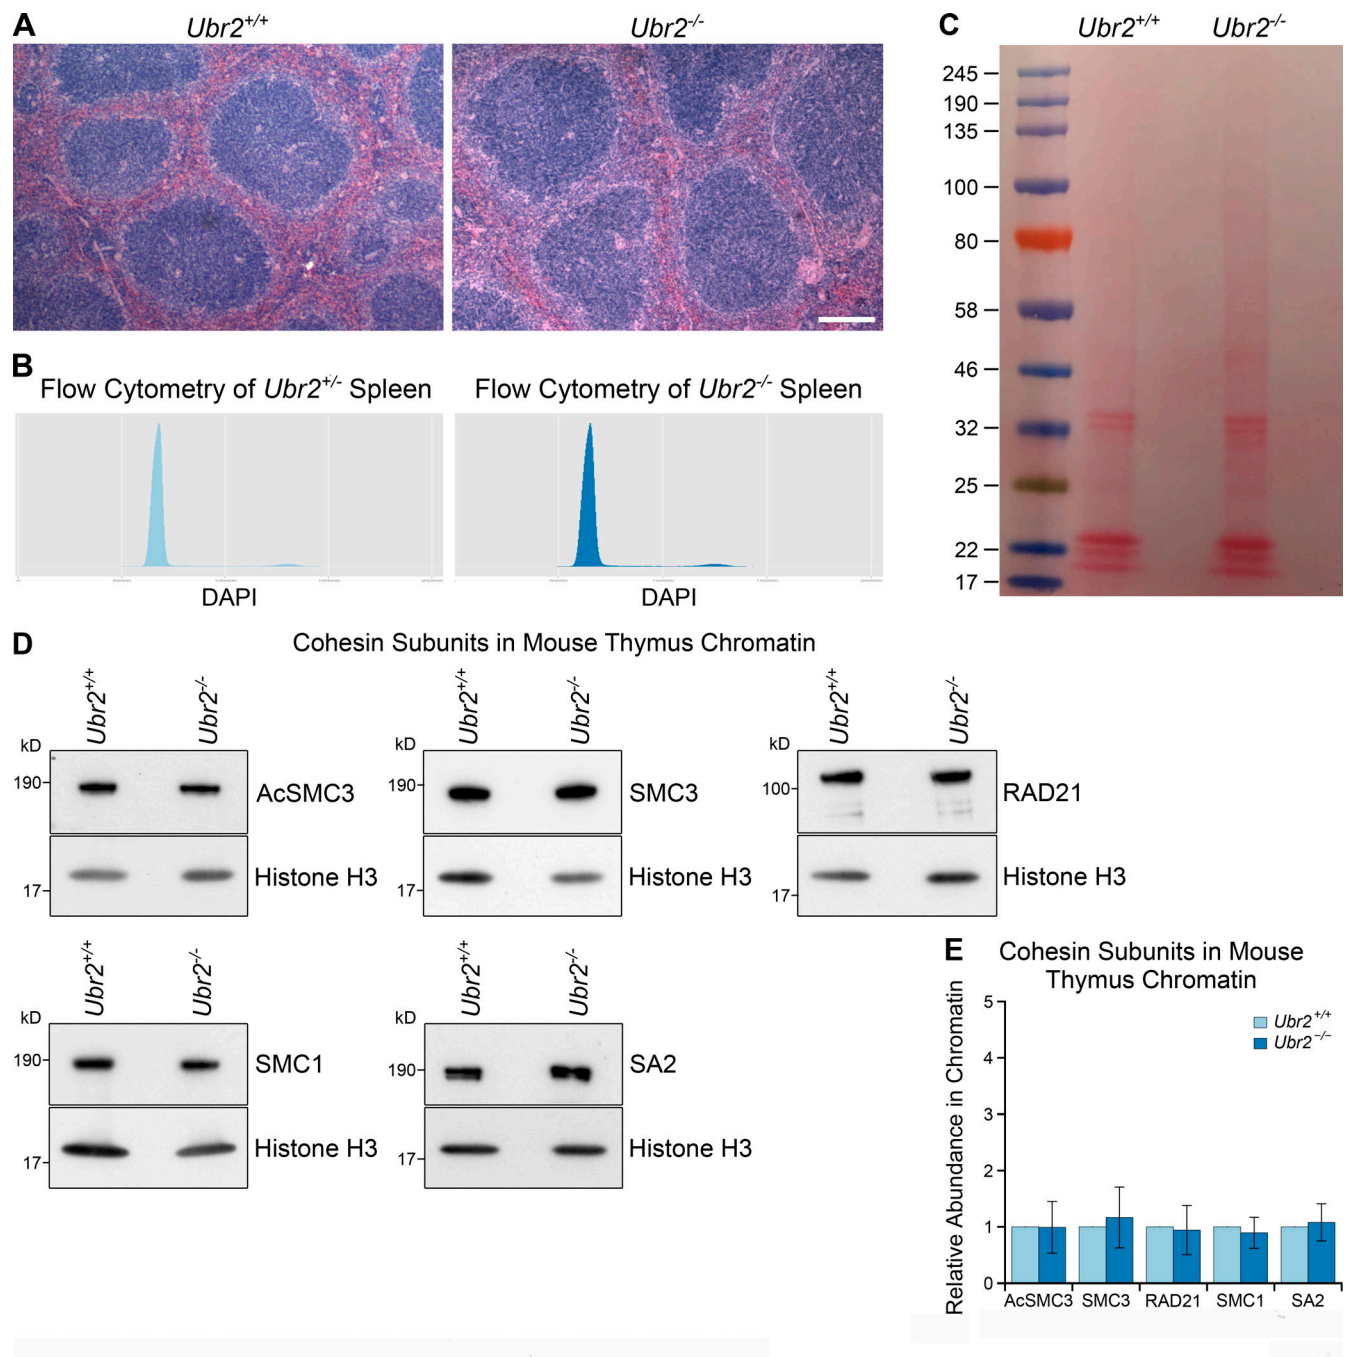 A
Ubr2+/+
Ubr2-/-
B
Flow Cytometry of Ubr2+/- Spleen
Flow Cytometry of Ubr2-/- Spleen
DAPI
DAPI
C
Ubr2+/+
Ubr2-/-
245
190
135
100
80
58
46
32
25
22
17
D
Cohesin Subunits in Mouse Thymus Chromatin
Ubr2+/+
Ubr2-/-
kD
190
AcSMC3
17
Histone H3
Ubr2+/+
Ubr2-/-
kD
190
SMC3
17
Histone H3
Ubr2+/+
Ubr2-/-
kD
100
RAD21
17
Histone H3
Ubr2+/+
Ubr2-/-
kD
190
SMC1
17
Histone H3
Ubr2+/+
Ubr2-/-
kD
190
SA2
17
Histone H3
E
Cohesin Subunits in Mouse
Thymus Chromatin
Relative Abundance in Chromatin
5
4
3
2
1
0
Ubr2+/+
Ubr2-/-
AcSMC3
SMC3
RAD21
SMC1
SA2